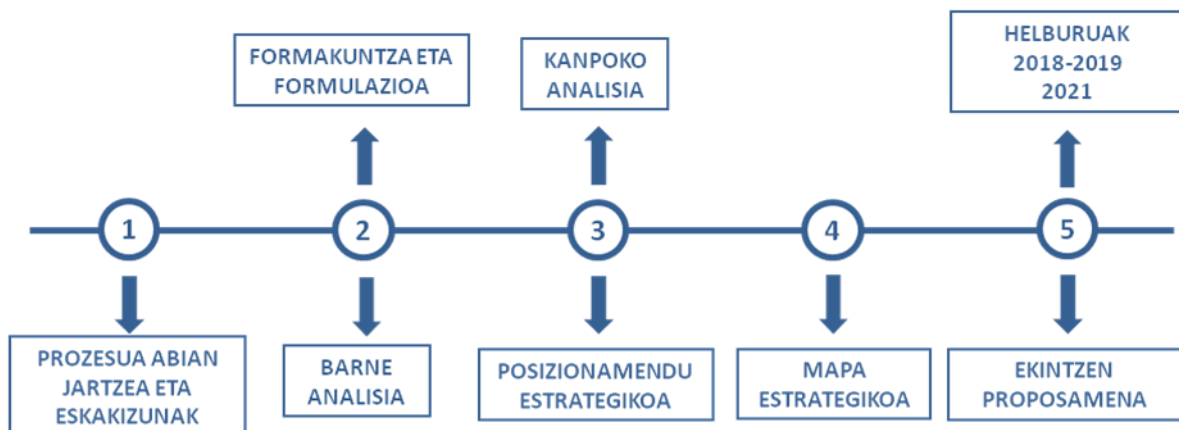 FORMAKUNTZA ETA
FORMULAZIOA
KANPOKO
ANALISIA
HELBURUAK
2018-2019
2021
1
2
3
4
5
PROZESUA ABIAN
JARTZEA ETA
ESKAKIZUNAK
BARNE
ANALISIA
POSIZIONAMENDU
ESTRATEGIKOA
MAPA
ESTRATEGIKOA
EKINTZEN
PROPOSAMENA